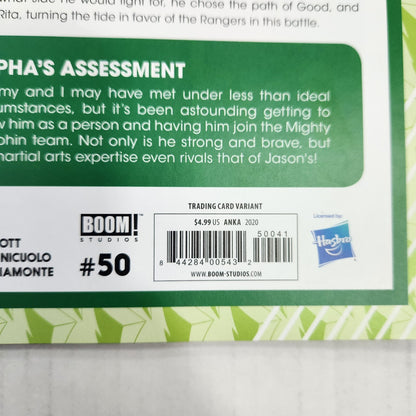 side he would fight for, he chose the path of Good, and
Rita, turning the tide in favor of the Rangers in this battle.
PHA'S ASSESSMENT
my and I may have met under less than ideal
umstances, but it's been astounding getting to
w him as a person and having him join the Mighty
phin team. Not only is he strong and brave, but
artial arts expertise even rivals that of Jason's!
OTT
NICUOLO
AMONTE
BOOM!
STUDIOS
#50
TRADING CARD VARIANT
$4.99 US ANKA 2020
50041
8 44284 00543 2
WWW.BOOM-STUDIOS.COM
Licensed by:
Hasbro